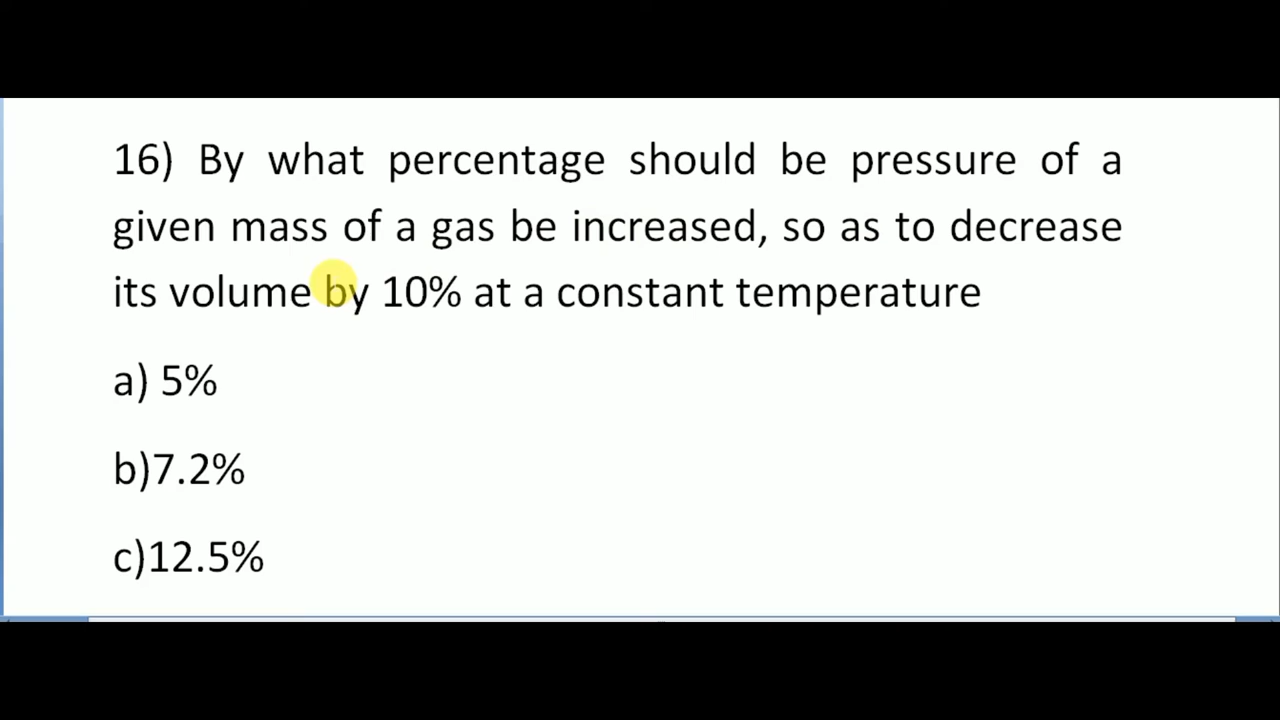 16) By what percentage should be pressure of a
given mass of a gas be increased, so as to decrease
its volume by 10% at a constant temperature
a) 5%
b)7.2%
c)12.5%